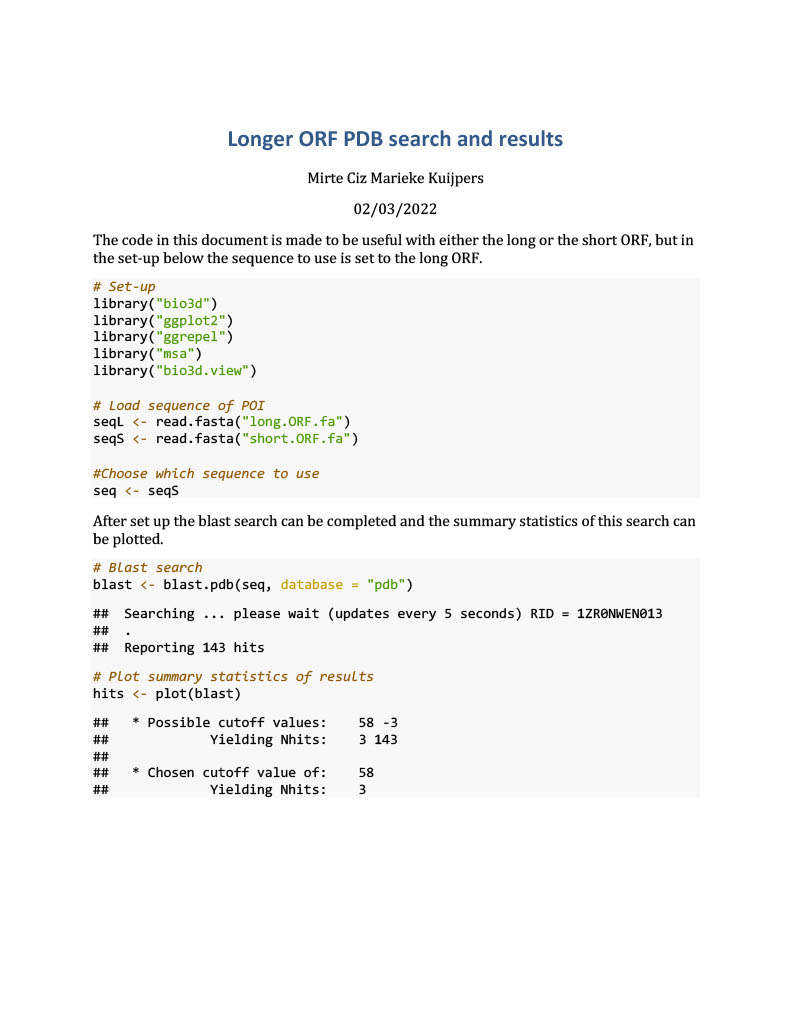 Longer ORF PDB search and results
Mirte Ciz Marieke Kuijpers
02/03/2022
The code in this document is made to be useful with either the long or the short ORF, but in
the set-up below the sequence to use is set to the long ORF.
# Set-up
library("bio3d")
library("ggplot2")
library("ggrepel")
library("msa")
library("bio3d.view")
# Load sequence of POI
seqL <- read.fasta("long.ORF.fa")
seqS <- read.fasta("short.ORF.fa")
#Choose which sequence to use
seq <- seqS
After set up the blast search can be completed and the summary statistics of this search can
be plotted.
# Blast search
blast <- blast.pdb(seq, database = "pdb")
##  Searching ... please wait (updates every 5 seconds) RID = 1ZR0NWEN013
##  .
##  Reporting 143 hits
# Plot summary statistics of results
hits <- plot(blast)
##   * Possible cutoff values:    58 -3
##             Yielding Nhits:    3 143
##
##   * Chosen cutoff value of:    58
##             Yielding Nhits:    3